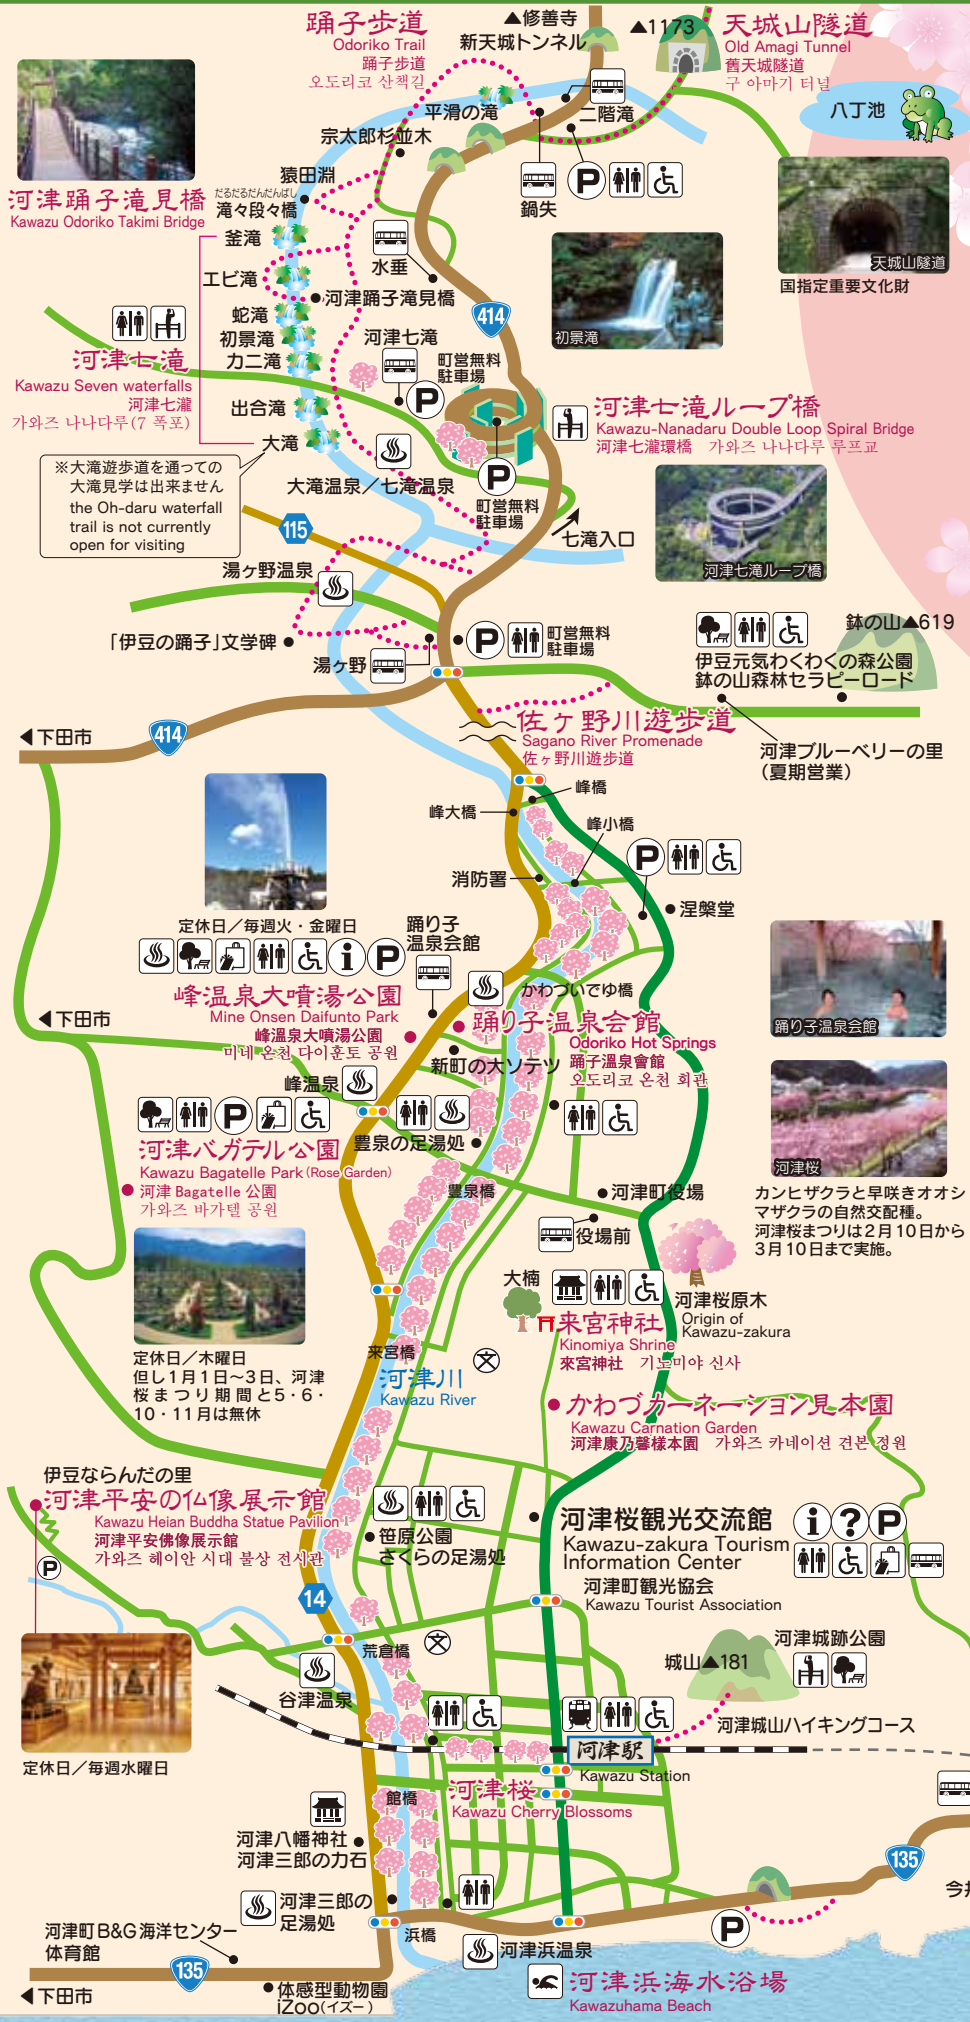 踊子歩道
Odoriko Trail
踊子步道
오도리코 산책길
▲修善寺
新天城トンネル
▲1173
天城山隧道
Old Amagi Tunnel
舊天城隧道
구 아마기 터널
八丁池
平滑の滝
二階滝
宗太郎杉並木
猿田淵
だるだるだんだんばし
滝々段々橋
鍋失
P
河津踊子滝見橋
Kawazu Odoriko Takimi Bridge
釜滝
エビ滝
蛇滝
初景滝
カニ滝
出合滝
大滝
水垂
河津踊子滝見橋
414
初景滝
天城山隧道
国指定重要文化財
河津七滝
Kawazu Seven waterfalls
河津七瀧
가와즈 나나다루(7 폭포)
河津七滝
P
町営無料
駐車場
河津七滝ループ橋
Kawazu-Nanadaru Double Loop Spiral Bridge
河津七瀧環橋 가와즈 나나다루 루프교
※大滝遊歩道を通っての
大滝見学は出来ません
the Oh-daru waterfall
trail is not currently
open for visiting
大滝温泉／七滝温泉
P
町営無料
駐車場
七滝入口
河津七滝ループ橋
115
湯ヶ野温泉
「伊豆の踊子」文学碑
湯ヶ野
P
町営無料
駐車場
鉢の山▲619
伊豆元気わくわくの森公園
鉢の山森林セラピーロード
河津ブルーベリーの里
（夏期営業）
佐ヶ野川遊歩道
Sagano River Promenade
佐ヶ野川遊步道
◀下田市
414
峰橋
峰大橋
峰小橋
消防署
P
涅槃堂
定休日／毎週火・金曜日
i
P
踊り子
温泉会館
峰温泉大噴湯公園
Mine Onsen Daifunto Park
峰溫泉大噴湯公園
미네 온천 다이훈토 공원
かわづいでゆ橋
踊り子温泉会館
Odoriko Hot Springs
踊子溫泉會館
오도리코 온천 회관
踊り子温泉会館
◀下田市
新町の大ソテツ
峰温泉
豊泉の足湯処
P
河津バガテル公園
Kawazu Bagatelle Park (Rose Garden)
河津 Bagatelle 公園
가와즈 바가텔 공원
豊泉橋
河津町役場
役場前
河津桜
カンヒザクラと早咲きオオシ
マザクラの自然交配種。
河津桜まつりは2月10日から
3月10日まで実施。
定休日／木曜日
但し1月1日～3日、河津
桜まつり期間と5・6・
10・11月は無休
大楠
来宮神社
Kinomiya Shrine
來宮神社 기노미야 신사
河津桜原木
Origin of
Kawazu-zakura
来宮橋
河津川
Kawazu River
文
かわづカーネーション見本園
Kawazu Carnation Garden
河津康乃馨樣本園 가와즈 카네이션 견본 정원
伊豆ならんだの里
河津平安の仏像展示館
Kawazu Heian Buddha Statue Pavilion
河津平安佛像展示館
가와즈 헤이안 시대 불상 전시관
P
笹原公園
さくらの足湯処
河津桜観光交流館
Kawazu-zakura Tourism
Information Center
i
?
P
河津町観光協会
Kawazu Tourist Association
14
荒倉橋
文
谷津温泉
城山▲181
河津城跡公園
河津城山ハイキングコース
河津駅
Kawazu Station
定休日／毎週水曜日
河津桜
Kawazu Cherry Blossoms
館橋
河津八幡神社
河津三郎の力石
河津三郎の
足湯処
135
今井
P
浜橋
河津浜温泉
河津町B&G海洋センター
体育館
135
◀下田市
体感型動物園
iZoo(イズー)
河津浜海水浴場
Kawazuhama Beach